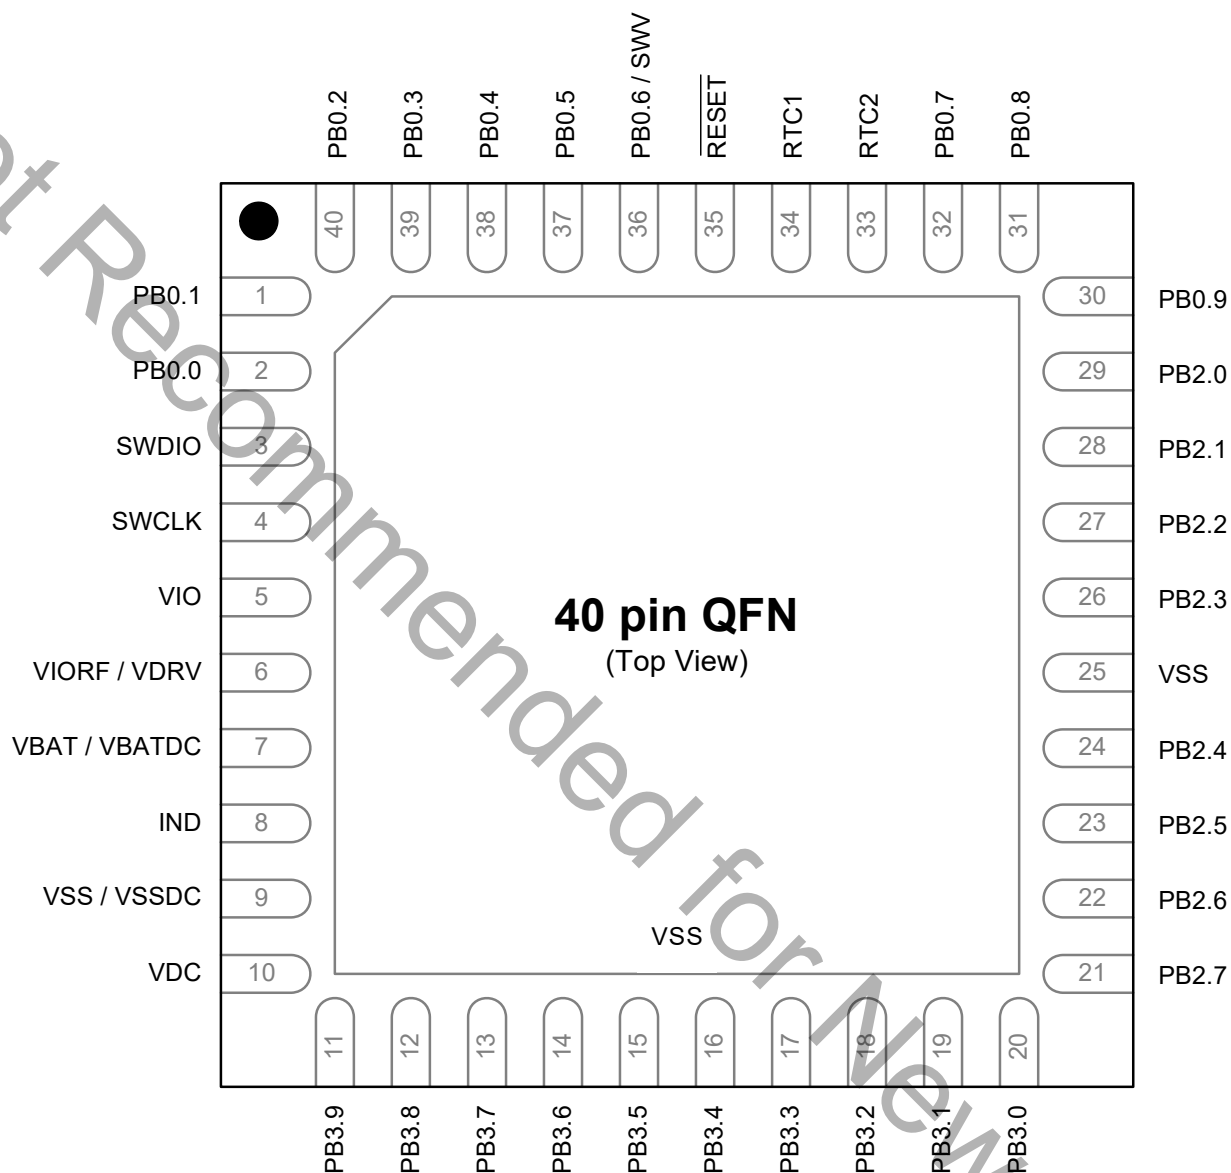 PB0.2
PB0.3
PB0.4
PB0.5
PB0.6 / SWV
RESET
RTC1
RTC2
PB0.7
PB0.8
40
39
38
37
36
35
34
33
32
31
PB0.1 1
PB0.0 2
SWDIO 3
SWCLK 4
VIO 5
VIORF / VDRV 6
VBAT / VBATDC 7
IND 8
VSS / VSSDC 9
VDC 10
40 pin QFN
(Top View)
VSS
30 PB0.9
29 PB2.0
28 PB2.1
27 PB2.2
26 PB2.3
25 VSS
24 PB2.4
23 PB2.5
22 PB2.6
21 PB2.7
11
12
13
14
15
16
17
18
19
20
PB3.9
PB3.8
PB3.7
PB3.6
PB3.5
PB3.4
PB3.3
PB3.2
PB3.1
PB3.0
Recommended for New